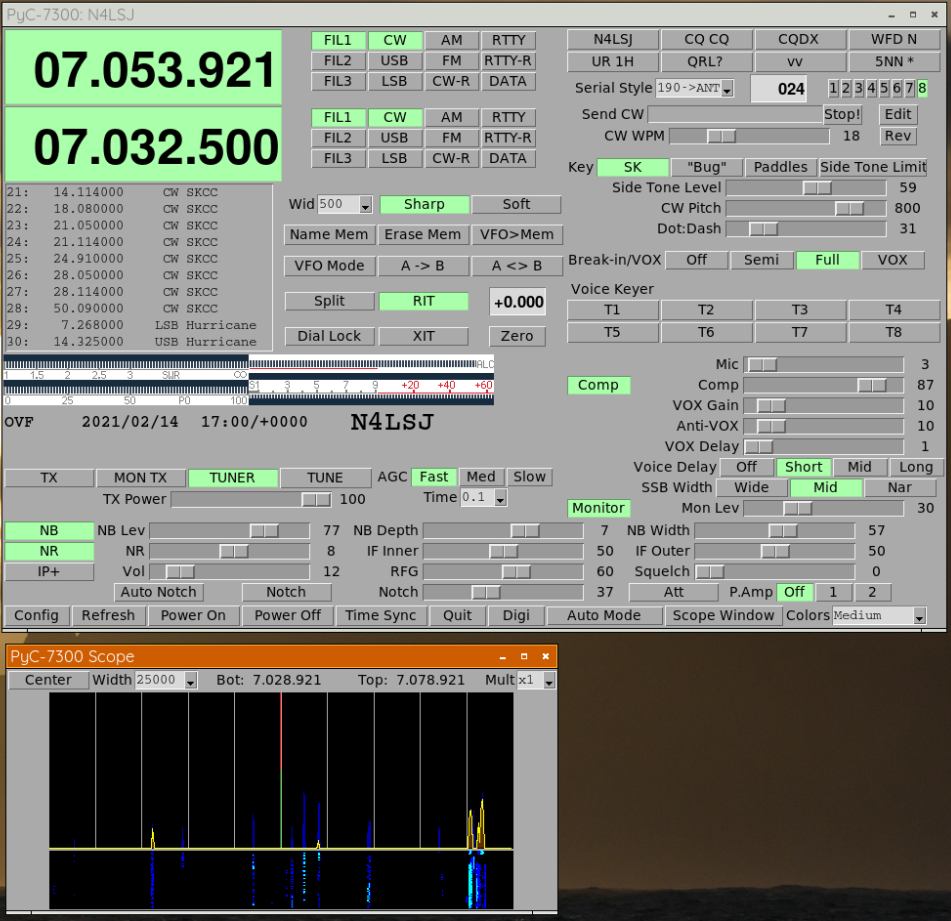 PyC-7300: N4LSJ
07.053.921
FIL1 CW AM RTTY
FIL2 USB FM RTTY-R
FIL3 LSB CW-R DATA
07.032.500
FIL1 CW AM RTTY
FIL2 USB FM RTTY-R
FIL3 LSB CW-R DATA
N4LSJ CQ CQ CQDX WFD N
UR 1H QRL? vv 5NN *
Serial Style 190->ANT 024 1 2 3 4 5 6 7 8
Send CW Stop! Edit
CW WPM 18 Rev
Key SK "Bug" Paddles Side Tone Limit
Side Tone Level 59
CW Pitch 800
Dot:Dash 31
Break-in/VOX Off Semi Full VOX
Voice Keyer
T1 T2 T3 T4
T5 T6 T7 T8
21: 14.114000 CW SKCC
22: 18.080000 CW SKCC
23: 21.050000 CW SKCC
24: 21.114000 CW SKCC
25: 24.910000 CW SKCC
26: 28.050000 CW SKCC
27: 28.114000 CW SKCC
28: 50.090000 CW SKCC
29: 7.268000 LSB Hurricane
30: 14.325000 USB Hurricane
Wid 500 Sharp Soft
Name Mem Erase Mem VFO>Mem
VFO Mode A -> B A <> B
Split RIT +0.000
Dial Lock XIT Zero
ALC
1 1.5 2 2.5 3 SWR ∞ S1 3 5 7 9 +20 +40 +60
0 25 50 PO 100
OVF 2021/02/14 17:00/+0000 N4LSJ
Mic 3
Comp Comp 87
VOX Gain 10
Anti-VOX 10
VOX Delay 1
Voice Delay Off Short Mid Long
SSB Width Wide Mid Nar
Monitor Mon Lev 30
TX MON TX TUNER TUNE AGC Fast Med Slow
TX Power 100 Time 0.1
NB NB Lev 77 NB Depth 7 NB Width 57
NR NR 8 IF Inner 50 IF Outer 50
IP+ Vol 12 RFG 60 Squelch 0
Auto Notch Notch Notch 37 Att P.Amp Off 1 2
Config Refresh Power On Power Off Time Sync Quit Digi Auto Mode Scope Window Colors Medium
PyC-7300 Scope
Center Width 25000 Bot: 7.028.921 Top: 7.078.921 Mult x1